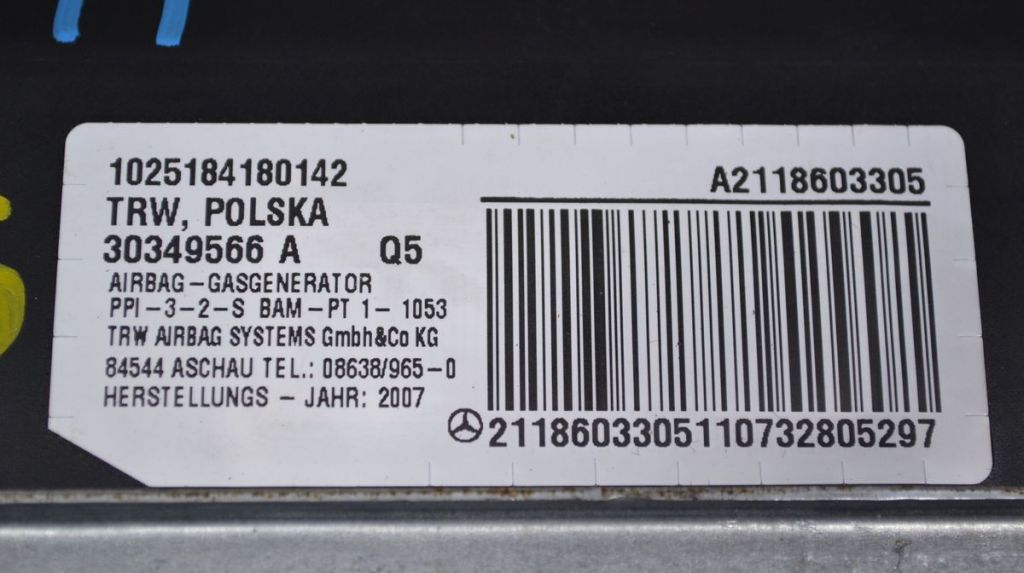 1025184180142
TRW, POLSKA
30349566 A Q5
AIRBAG-GASGENERATOR
PPI-3-2-S BAM-PT 1- 1053
TRW AIRBAG SYSTEMS Gmbh&Co KG
84544 ASCHAU TEL.: 08638/965-0
HERSTELLUNGS - JAHR: 2007
A2118603305
2118603305110732805297